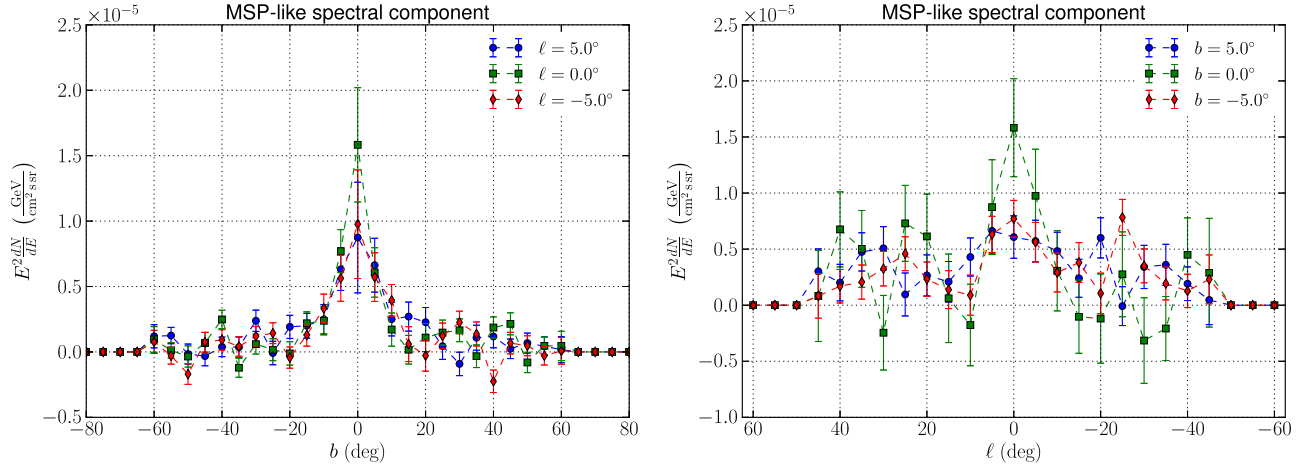 MSP-like spectral component
×10⁻⁵
2.5
2.0
1.5
1.0
0.5
0.0
−0.5
−80 −60 −40 −20 0 20 40 60 80
b (deg)
E² dN/dE (GeV / cm² s sr)
ℓ = 5.0°
ℓ = 0.0°
ℓ = −5.0°
MSP-like spectral component
×10⁻⁵
2.5
2.0
1.5
1.0
0.5
0.0
−0.5
−1.0
60 40 20 0 −20 −40 −60
ℓ (deg)
E² dN/dE (GeV / cm² s sr)
b = 5.0°
b = 0.0°
b = −5.0°